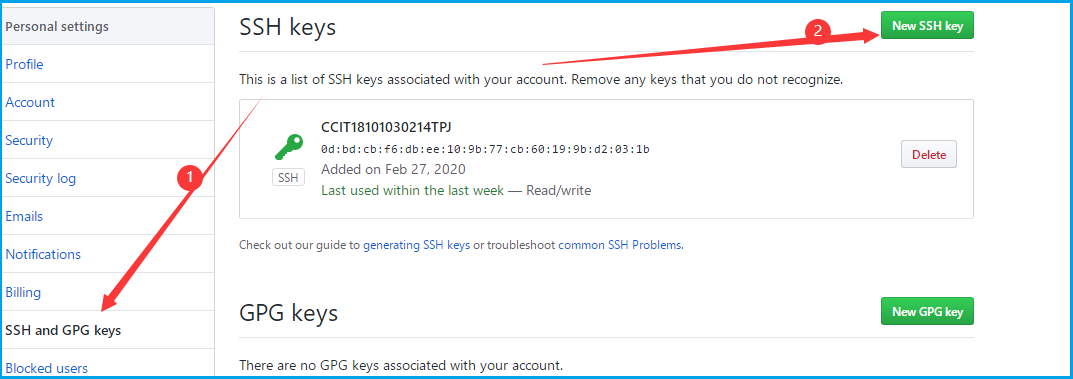 Personal settings
Profile
Account
Security
Security log
Emails
Notifications
Billing
SSH and GPG keys
Blocked users
SSH keys
2
New SSH key
This is a list of SSH keys associated with your account. Remove any keys that you do not recognize.
1
CCIT18101030214TPJ
0d:bd:cb:f6:db:ee:10:9b:77:cb:60:19:9b:d2:03:1b
Added on Feb 27, 2020
SSH
Last used within the last week — Read/write
Delete
Check out our guide to generating SSH keys or troubleshoot common SSH Problems.
GPG keys
New GPG key
There are no GPG keys associated with your account.